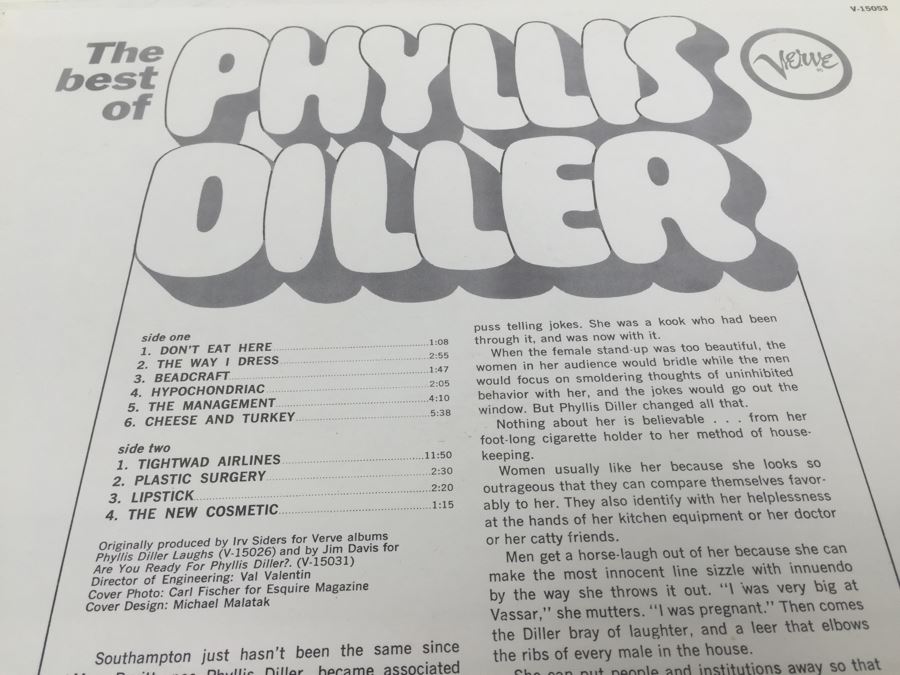 V-15053
The
best
of
PHYLLIS
DILLER
Verve
side one
1. DON'T EAT HERE 1:08
2. THE WAY I DRESS 2:55
3. BEADCRAFT 1:47
4. HYPOCHONDRIAC 2:05
5. THE MANAGEMENT 4:10
6. CHEESE AND TURKEY 5:38
side two
1. TIGHTWAD AIRLINES 11:50
2. PLASTIC SURGERY 2:30
3. LIPSTICK 2:20
4. THE NEW COSMETIC 1:15
Originally produced by Irv Siders for Verve albums
Phyllis Diller Laughs (V-15026) and by Jim Davis for
Are You Ready For Phyllis Diller?. (V-15031)
Director of Engineering: Val Valentin
Cover Photo: Carl Fischer for Esquire Magazine
Cover Design: Michael Malatak
Southampton just hasn't been the same since
Phyllis Diller, became associated
puss telling jokes. She was a kook who had been
through it, and was now with it.
When the female stand-up was too beautiful, the
women in her audience would bridle while the men
would focus on smoldering thoughts of uninhibited
behavior with her, and the jokes would go out the
window. But Phyllis Diller changed all that.
Nothing about her is believable . . . from her
foot-long cigarette holder to her method of house-
keeping.
Women usually like her because she looks so
outrageous that they can compare themselves favor-
ably to her. They also identify with her helplessness
at the hands of her kitchen equipment or her doctor
or her catty friends.
Men get a horse-laugh out of her because she can
make the most innocent line sizzle with innuendo
by the way she throws it out. "I was very big at
Vassar," she mutters. "I was pregnant." Then comes
the Diller bray of laughter, and a leer that elbows
the ribs of every male in the house.
She can put people and institutions away so that